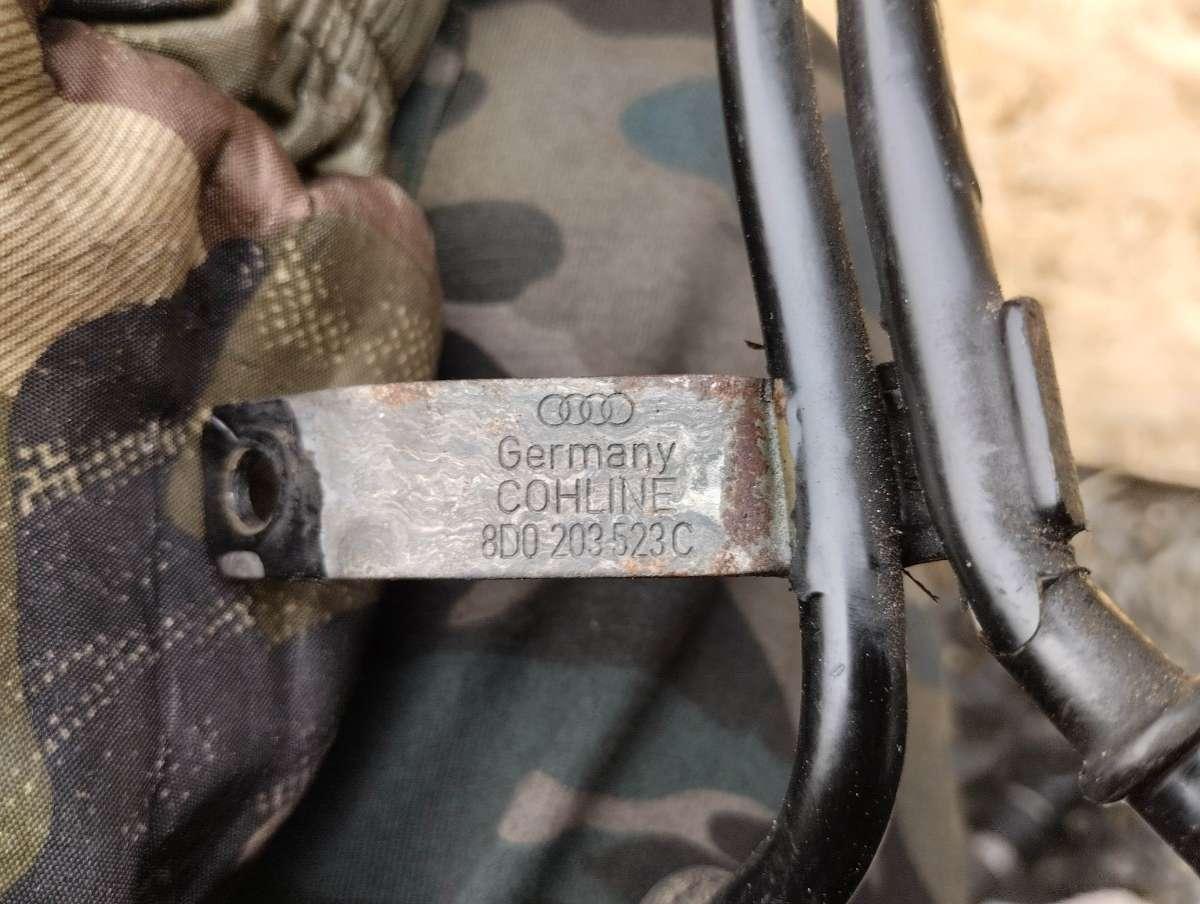 Germany
COHLINE
8D0 203 523 C